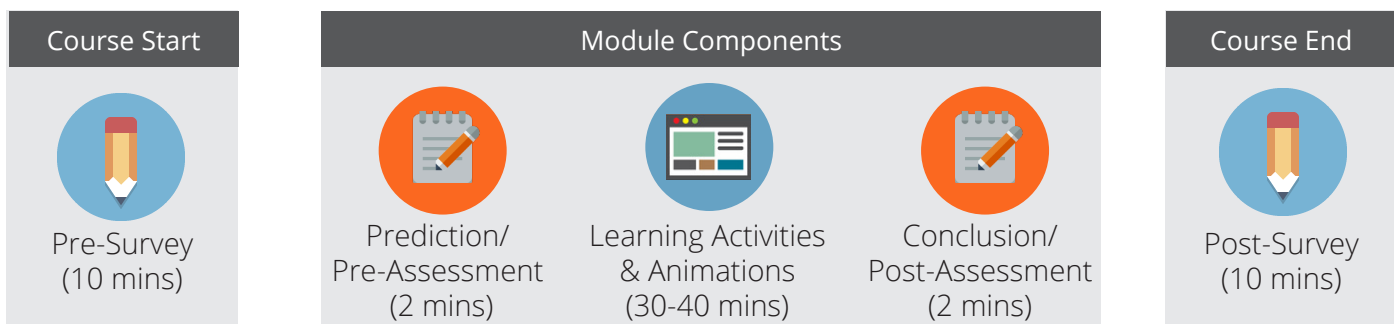 Course Start
Pre-Survey
(10 mins)
Module Components
Prediction/
Pre-Assessment
(2 mins)
Learning Activities
& Animations
(30-40 mins)
Conclusion/
Post-Assessment
(2 mins)
Course End
Post-Survey
(10 mins)